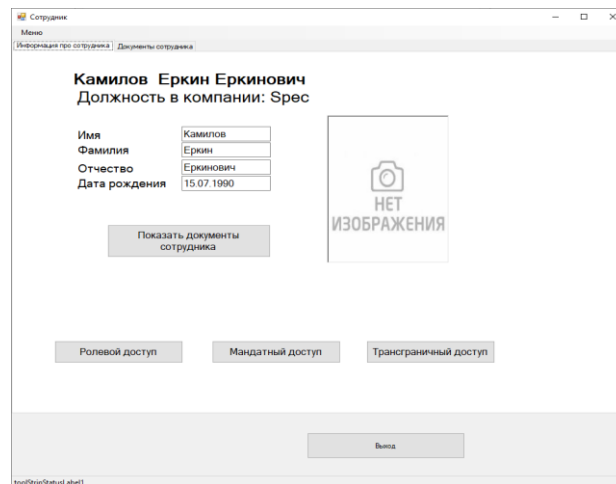 Сотрудник
Меню
Информация про сотрудника Документы сотрудника
Камилов Еркин Еркинович
Должность в компании: Spec
Имя Камилов
Фамилия Еркин
Отчество Еркинович
Дата рождения 15.07.1990
НЕТ
ИЗОБРАЖЕНИЯ
Показать документы
сотрудника
Ролевой доступ Мандатный доступ Трансграничный доступ
Выход
toolStripStatusLabel1